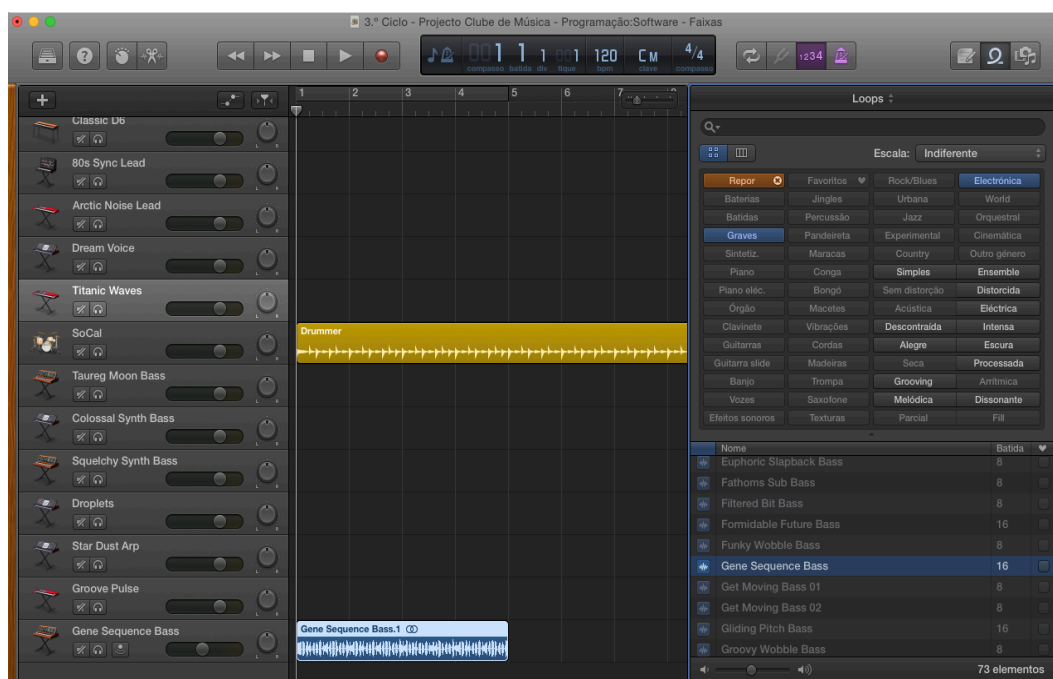 3.º Ciclo - Projecto Clube de Música - Programação:Software - Faixas
001 1 1 001 120 C M 4/4
compasso batida div tique bpm clave compasso
1234
1 2 3 4 5 6 7
Classic D6
80s Sync Lead
Arctic Noise Lead
Dream Voice
Titanic Waves
SoCal
Taureg Moon Bass
Colossal Synth Bass
Squelchy Synth Bass
Droplets
Star Dust Arp
Groove Pulse
Gene Sequence Bass
Drummer
Gene Sequence Bass.1
Loops
Escala: Indiferente
Repor Favoritos Rock/Blues Electrónica
Baterias Jingles Urbana World
Batidas Percussão Jazz Orquestral
Graves Pandeireta Experimental Cinemática
Sintetiz. Maracas Country Outro género
Piano Conga Simples Ensemble
Piano eléc. Bongó Sem distorção Distorcida
Órgão Macetes Acústica Eléctrica
Clavinete Vibrações Descontraída Intensa
Guitarras Cordas Alegre Escura
Guitarra slide Madeiras Seca Processada
Banjo Trompa Grooving Arrítmica
Vozes Saxofone Melódica Dissonante
Efeitos sonoros Texturas Parcial Fill
Nome Batida
Euphoric Slapback Bass 8
Fathoms Sub Bass 8
Filtered Bit Bass 8
Formidable Future Bass 16
Funky Wobble Bass 8
Gene Sequence Bass 16
Get Moving Bass 01 8
Get Moving Bass 02 8
Gliding Pitch Bass 16
Groovy Wobble Bass 8
73 elementos